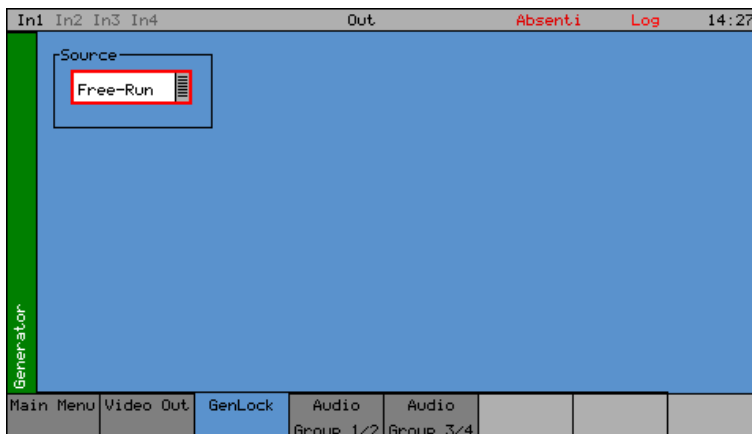 In1 In2 In3 In4 Out Absenti Log 14:27
Source
Free-Run
Generator
Main Menu Video Out GenLock Audio Group 1/2 Audio Group 3/4